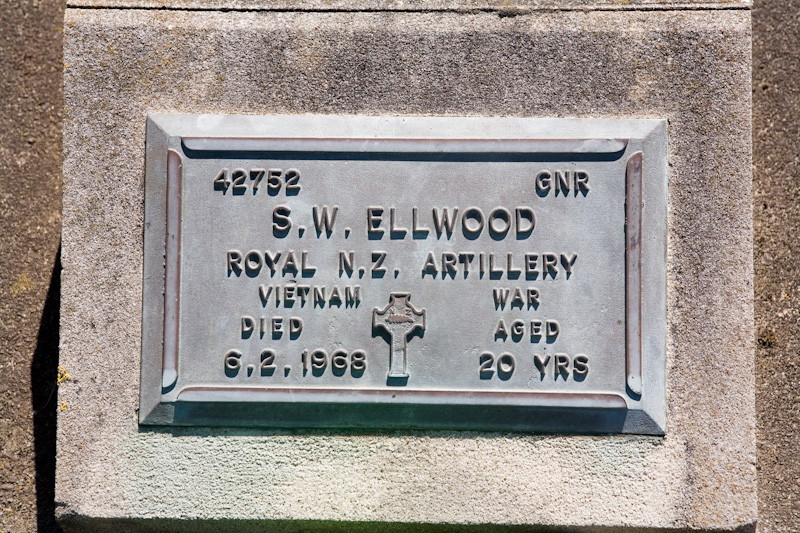 42752 GNR
S.W. ELLWOOD
ROYAL N.Z. ARTILLERY
VIETNAM WAR
DIED AGED
6.2.1968 20 YRS